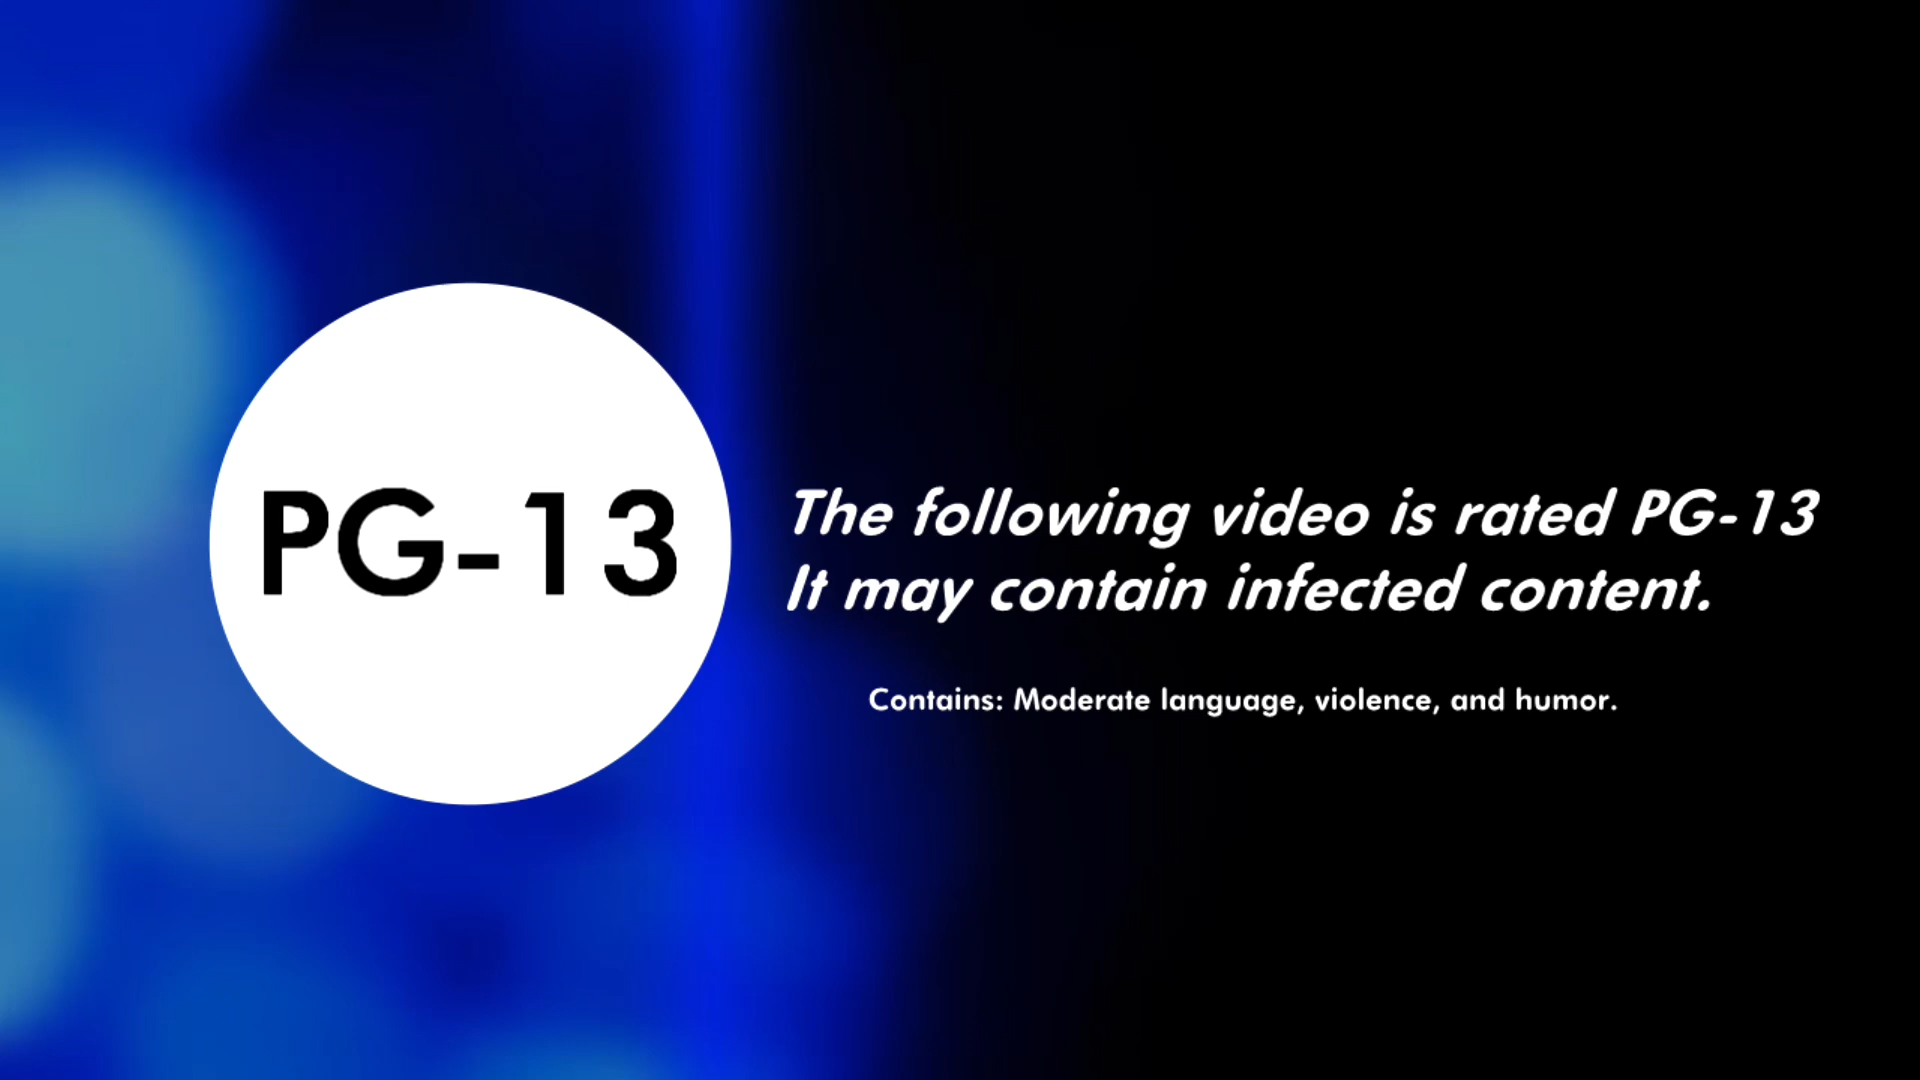 PG-13
The following video is rated PG-13
It may contain infected content.
Contains: Moderate language, violence, and humor.